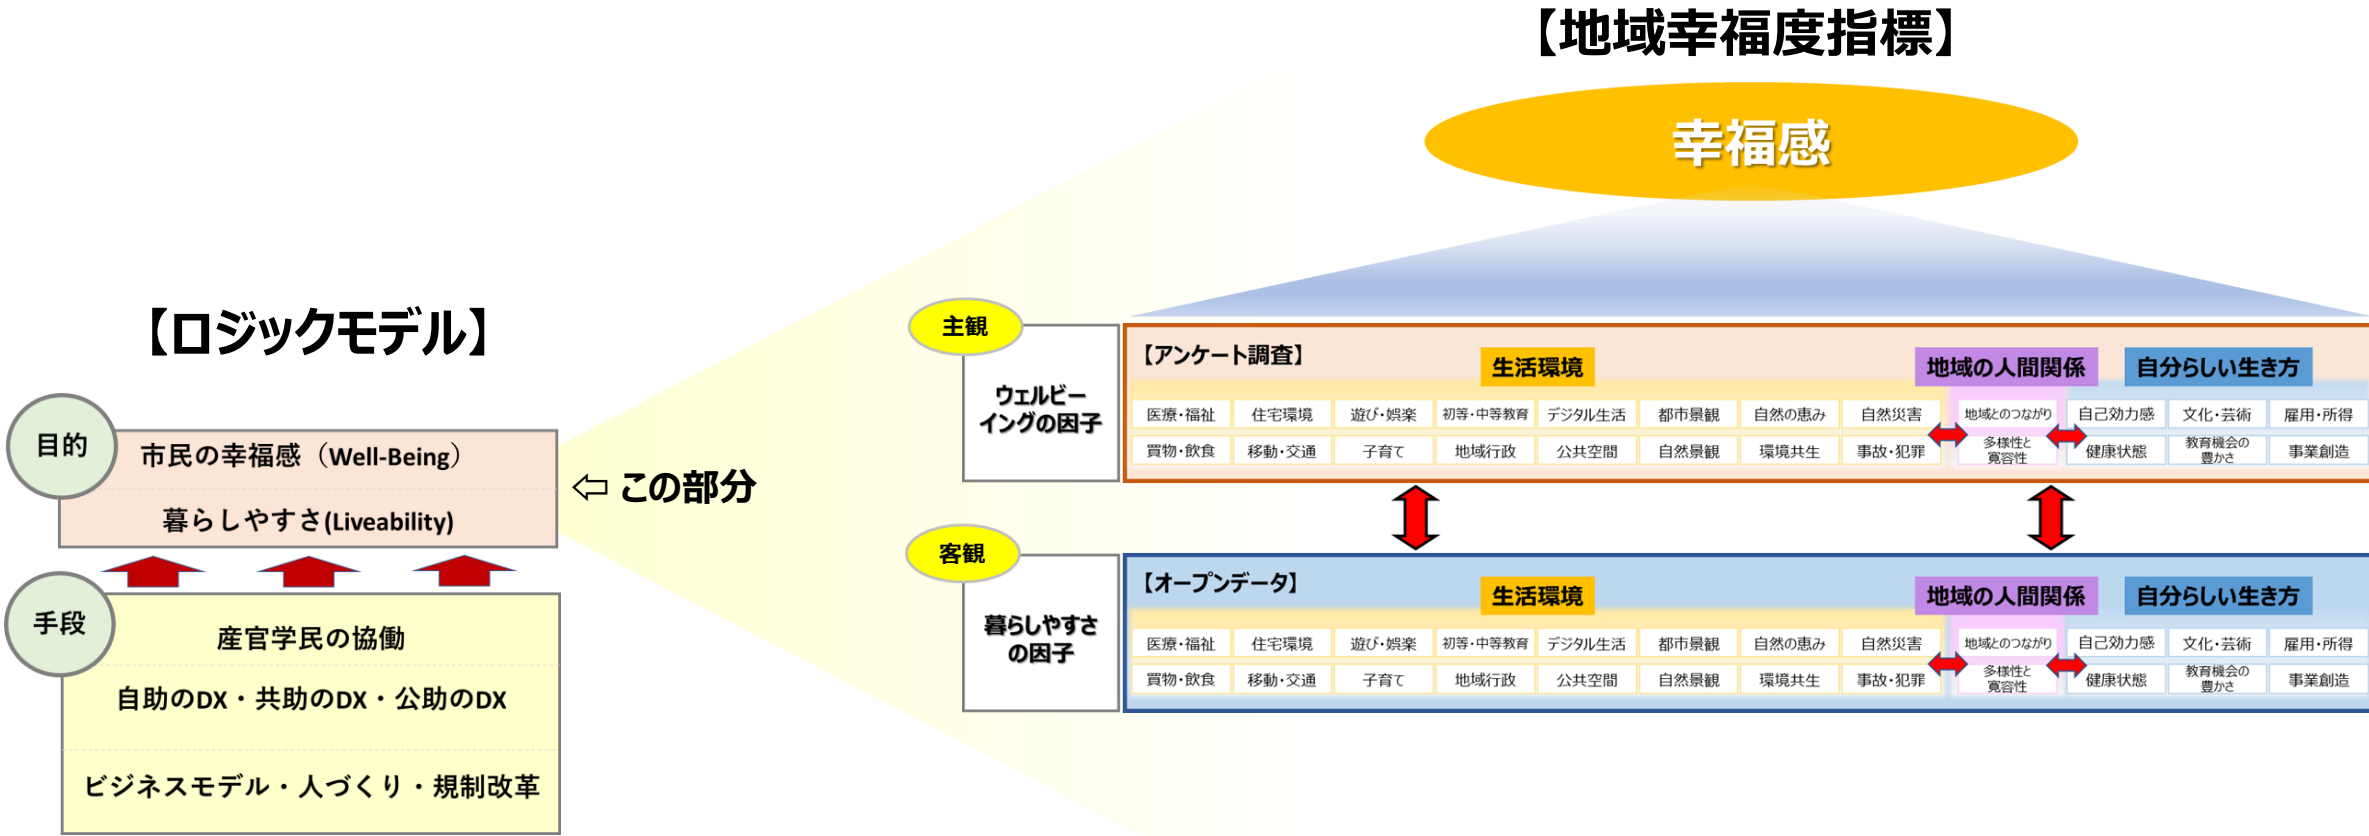 【地域幸福度指標】
幸福感
【ロジックモデル】
目的
市民の幸福感（Well-Being）
暮らしやすさ(Liveability)
⇦ この部分
手段
産官学民の協働
自助のDX・共助のDX・公助のDX
ビジネスモデル・人づくり・規制改革
主観
ウェルビー
イングの因子
【アンケート調査】
生活環境
地域の人間関係
自分らしい生き方
医療・福祉 住宅環境 遊び・娯楽 初等・中等教育 デジタル生活 都市景観 自然の恵み 自然災害 地域とのつながり 自己効力感 文化・芸術 雇用・所得
買物・飲食 移動・交通 子育て 地域行政 公共空間 自然景観 環境共生 事故・犯罪 多様性と
寛容性 健康状態 教育機会の
豊かさ 事業創造
客観
暮らしやすさ
の因子
【オープンデータ】
生活環境
地域の人間関係
自分らしい生き方
医療・福祉 住宅環境 遊び・娯楽 初等・中等教育 デジタル生活 都市景観 自然の恵み 自然災害 地域とのつながり 自己効力感 文化・芸術 雇用・所得
買物・飲食 移動・交通 子育て 地域行政 公共空間 自然景観 環境共生 事故・犯罪 多様性と
寛容性 健康状態 教育機会の
豊かさ 事業創造